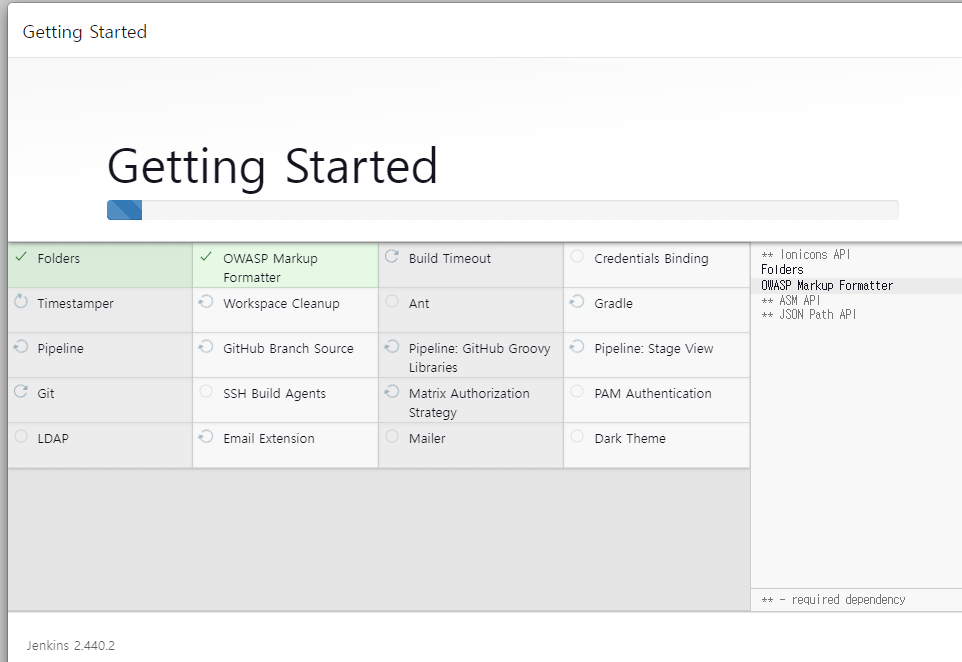 Getting Started
Getting Started
Folders
OWASP Markup
Formatter
Build Timeout
Credentials Binding
Timestamper
Workspace Cleanup
Ant
Gradle
Pipeline
GitHub Branch Source
Pipeline: GitHub Groovy
Libraries
Pipeline: Stage View
Git
SSH Build Agents
Matrix Authorization
Strategy
PAM Authentication
LDAP
Email Extension
Mailer
Dark Theme
** Ionicons API
Folders
OWASP Markup Formatter
** ASM API
** JSON Path API
** - required dependency
Jenkins 2.440.2